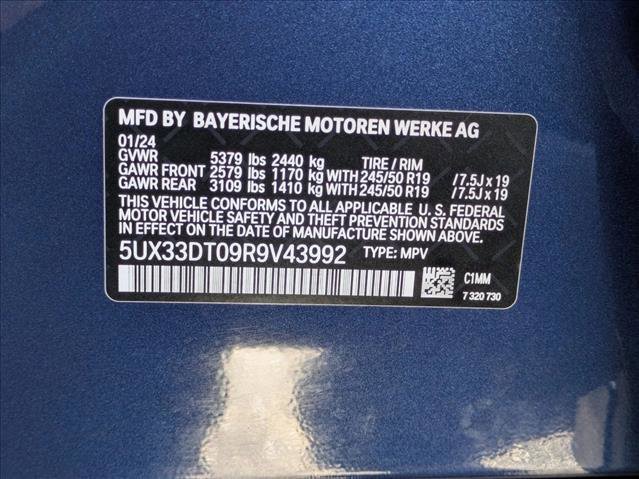 MFD BY BAYERISCHE MOTOREN WERKE AG
01/24
GVWR 5379 lbs 2440 kg TIRE / RIM
GAWR FRONT 2579 lbs 1170 kg WITH 245/50 R19 /7.5J x 19
GAWR REAR 3109 lbs 1410 kg WITH 245/50 R19 /7.5J x 19
THIS VEHICLE CONFORMS TO ALL APPLICABLE U. S. FEDERAL
MOTOR VEHICLE SAFETY AND THEFT PREVENTION STANDARDS
IN EFFECT ON THE DATE OF MANUFACTURE SHOWN ABOVE.
5UX33DT09R9V43992 TYPE: MPV
C1MM
7 320 730